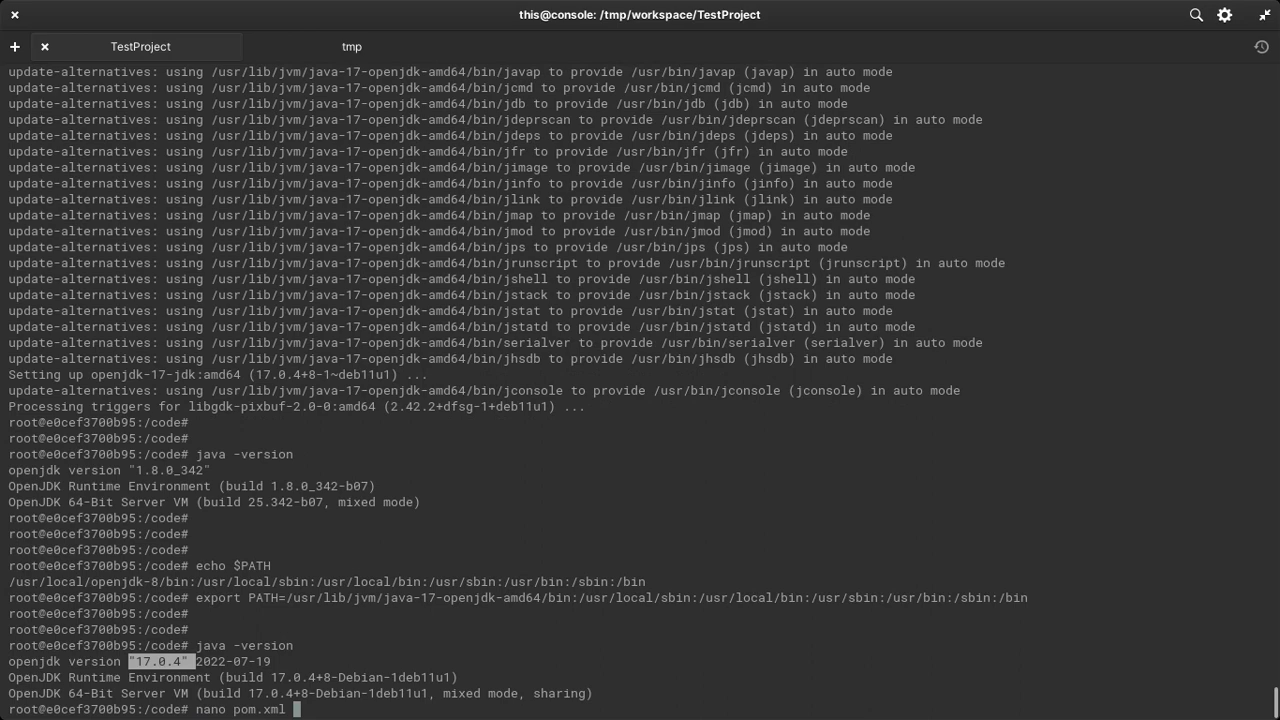 this@console: /tmp/workspace/TestProject
TestProject
tmp
update-alternatives: using /usr/lib/jvm/java-17-openjdk-amd64/bin/javap to provide /usr/bin/javap (javap) in auto mode
update-alternatives: using /usr/lib/jvm/java-17-openjdk-amd64/bin/jcmd to provide /usr/bin/jcmd (jcmd) in auto mode
update-alternatives: using /usr/lib/jvm/java-17-openjdk-amd64/bin/jdb to provide /usr/bin/jdb (jdb) in auto mode
update-alternatives: using /usr/lib/jvm/java-17-openjdk-amd64/bin/jdeprscan to provide /usr/bin/jdeprscan (jdeprscan) in auto mode
update-alternatives: using /usr/lib/jvm/java-17-openjdk-amd64/bin/jdeps to provide /usr/bin/jdeps (jdeps) in auto mode
update-alternatives: using /usr/lib/jvm/java-17-openjdk-amd64/bin/jfr to provide /usr/bin/jfr (jfr) in auto mode
update-alternatives: using /usr/lib/jvm/java-17-openjdk-amd64/bin/jimage to provide /usr/bin/jimage (jimage) in auto mode
update-alternatives: using /usr/lib/jvm/java-17-openjdk-amd64/bin/jinfo to provide /usr/bin/jinfo (jinfo) in auto mode
update-alternatives: using /usr/lib/jvm/java-17-openjdk-amd64/bin/jlink to provide /usr/bin/jlink (jlink) in auto mode
update-alternatives: using /usr/lib/jvm/java-17-openjdk-amd64/bin/jmap to provide /usr/bin/jmap (jmap) in auto mode
update-alternatives: using /usr/lib/jvm/java-17-openjdk-amd64/bin/jmod to provide /usr/bin/jmod (jmod) in auto mode
update-alternatives: using /usr/lib/jvm/java-17-openjdk-amd64/bin/jps to provide /usr/bin/jps (jps) in auto mode
update-alternatives: using /usr/lib/jvm/java-17-openjdk-amd64/bin/jrunscript to provide /usr/bin/jrunscript (jrunscript) in auto mode
update-alternatives: using /usr/lib/jvm/java-17-openjdk-amd64/bin/jshell to provide /usr/bin/jshell (jshell) in auto mode
update-alternatives: using /usr/lib/jvm/java-17-openjdk-amd64/bin/jstack to provide /usr/bin/jstack (jstack) in auto mode
update-alternatives: using /usr/lib/jvm/java-17-openjdk-amd64/bin/jstat to provide /usr/bin/jstat (jstat) in auto mode
update-alternatives: using /usr/lib/jvm/java-17-openjdk-amd64/bin/jstatd to provide /usr/bin/jstatd (jstatd) in auto mode
update-alternatives: using /usr/lib/jvm/java-17-openjdk-amd64/bin/serialver to provide /usr/bin/serialver (serialver) in auto mode
update-alternatives: using /usr/lib/jvm/java-17-openjdk-amd64/bin/jhsdb to provide /usr/bin/jhsdb (jhsdb) in auto mode
Setting up openjdk-17-jdk:amd64 (17.0.4+8-1~deb11u1) ...
update-alternatives: using /usr/lib/jvm/java-17-openjdk-amd64/bin/jconsole to provide /usr/bin/jconsole (jconsole) in auto mode
Processing triggers for libgdk-pixbuf-2.0-0:amd64 (2.42.2+dfsg-1+deb11u1) ...
root@e0cef3700b95:/code#
root@e0cef3700b95:/code#
root@e0cef3700b95:/code# java -version
openjdk version "1.8.0_342"
OpenJDK Runtime Environment (build 1.8.0_342-b07)
OpenJDK 64-Bit Server VM (build 25.342-b07, mixed mode)
root@e0cef3700b95:/code#
root@e0cef3700b95:/code#
root@e0cef3700b95:/code#
root@e0cef3700b95:/code# echo $PATH
/usr/local/openjdk-8/bin:/usr/local/sbin:/usr/local/bin:/usr/sbin:/usr/bin:/sbin:/bin
root@e0cef3700b95:/code# export PATH=/usr/lib/jvm/java-17-openjdk-amd64/bin:/usr/local/sbin:/usr/local/bin:/usr/sbin:/usr/bin:/sbin:/bin
root@e0cef3700b95:/code#
root@e0cef3700b95:/code#
root@e0cef3700b95:/code# java -version
openjdk version "17.0.4" 2022-07-19
OpenJDK Runtime Environment (build 17.0.4+8-Debian-1deb11u1)
OpenJDK 64-Bit Server VM (build 17.0.4+8-Debian-1deb11u1, mixed mode, sharing)
root@e0cef3700b95:/code# nano pom.xml